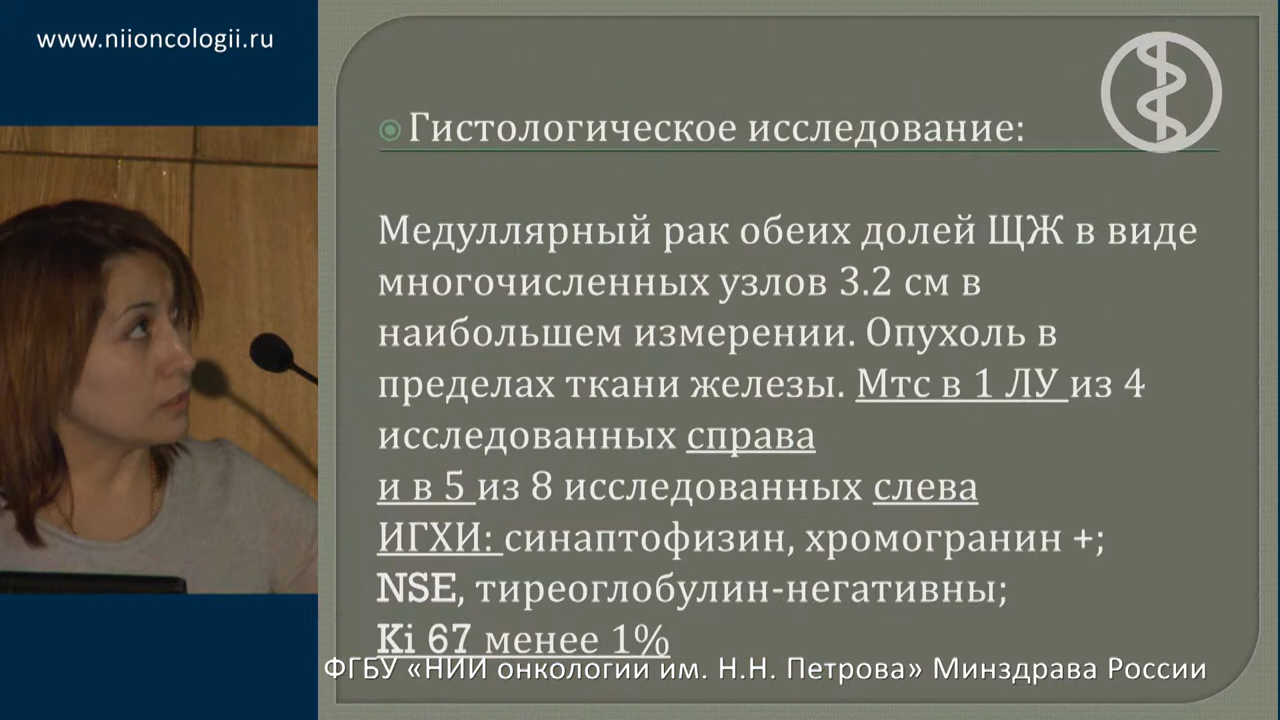 www.niioncologii.ru
Гистологическое исследование:
Медуллярный рак обеих долей ЩЖ в виде
многочисленных узлов 3.2 см в
наибольшем измерении. Опухоль в
пределах ткани железы. Мтс в 1 ЛУ из 4
исследованных справа
и в 5 из 8 исследованных слева
ИГХИ: синаптофизин, хромогранин +;
NSE, тиреоглобулин-негативны;
Ki 67 менее 1%
ФГБУ «НИИ онкологии им. Н.Н. Петрова» Минздрава России